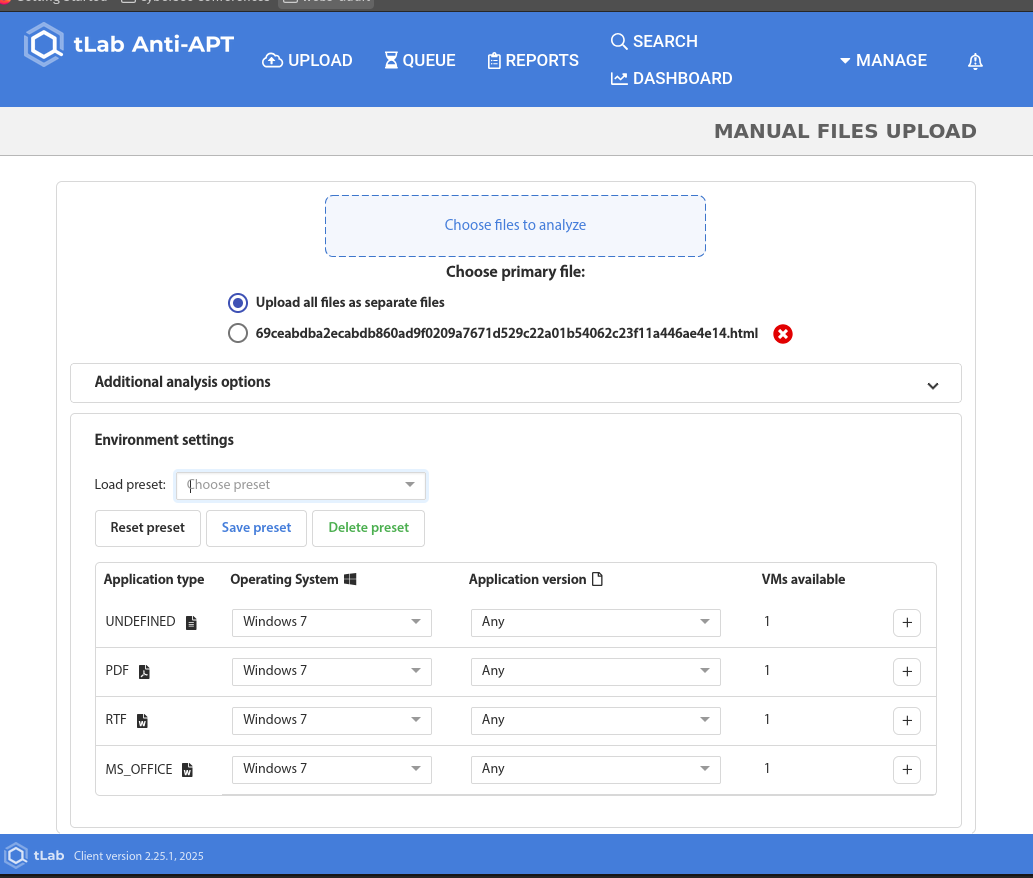 tLab Anti-APT
UPLOAD
QUEUE
REPORTS
SEARCH
DASHBOARD
MANAGE
MANUAL FILES UPLOAD
Choose files to analyze
Choose primary file:
Upload all files as separate files
69ceabdba2ecabdb860ad9f0209a7671d529c22a01b54062c23f11a446ae4e14.html
Additional analysis options
Environment settings
Load preset: Choose preset
Reset preset Save preset Delete preset
Application type Operating System Application version VMs available
UNDEFINED Windows 7 Any 1 +
PDF Windows 7 Any 1 +
RTF Windows 7 Any 1 +
MS_OFFICE Windows 7 Any 1 +
tLab Client version 2.25.1, 2025